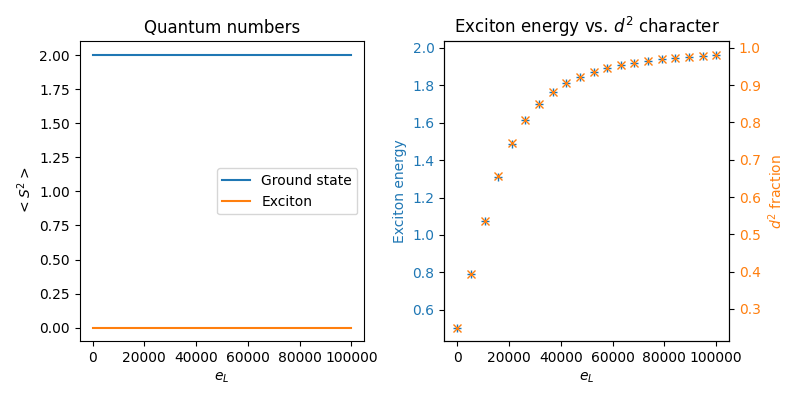 Quantum numbers
2.00
1.75
1.50
1.25
1.00
0.75
0.50
0.25
0.00
< S² >
Ground state
Exciton
0 20000 40000 60000 80000 100000
e_L
Exciton energy vs. d² character
2.0
1.8
1.6
1.4
1.2
1.0
0.8
0.6
Exciton energy
1.0
0.9
0.8
0.7
0.6
0.5
0.4
0.3
d² fraction
0 20000 40000 60000 80000 100000
e_L